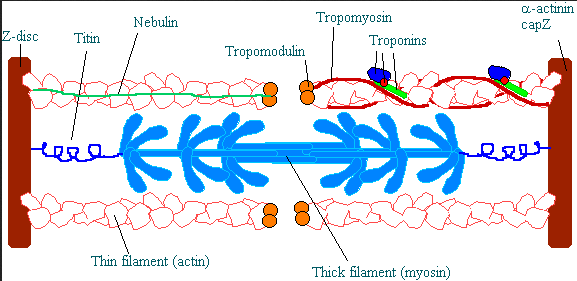 α-actinin
capZ
Tropomyosin
Nebulin
Titin
Z-disc
Troponins
Tropomodulin
Thin filament (actin)
Thick filament (myosin)